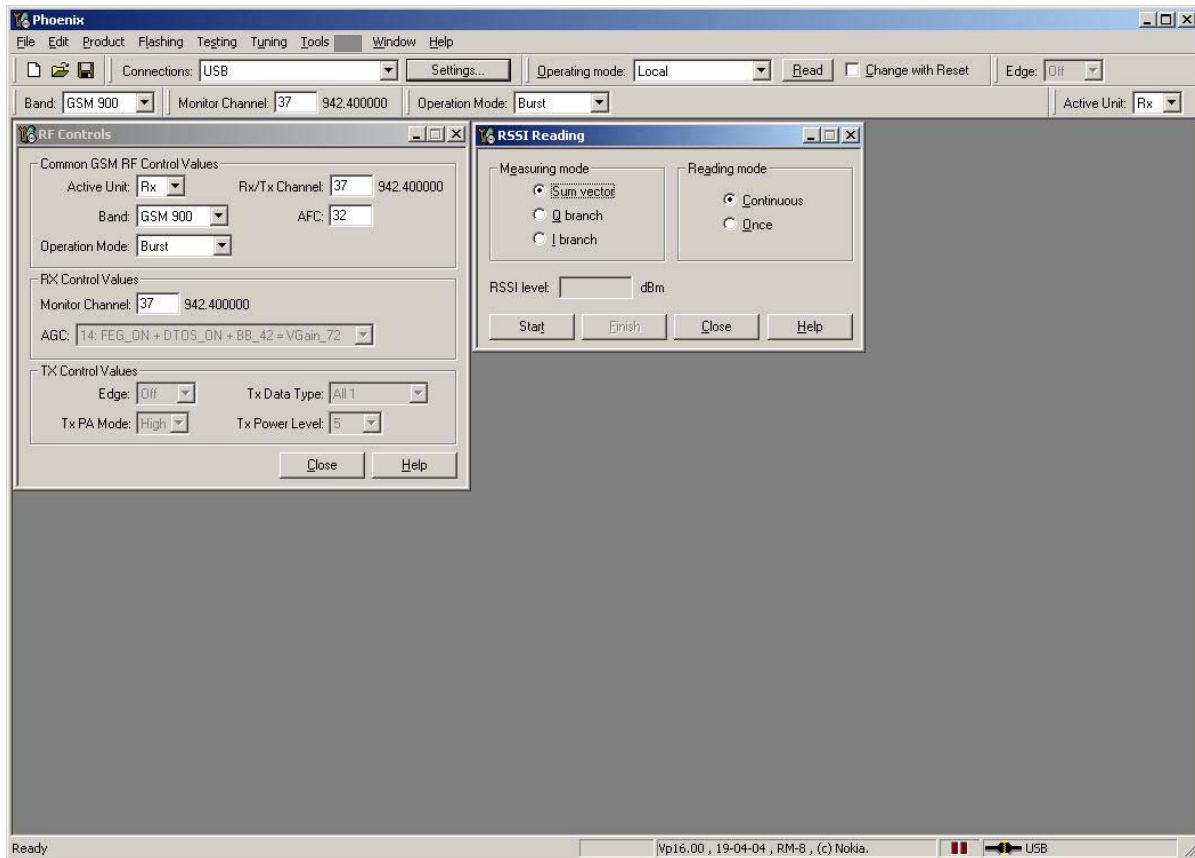 Phoenix
File Edit Product Flashing Testing Tuning Tools Window Help
Connections: USB Settings... Operating mode: Local Read Change with Reset Edge: Off
Band: GSM 900 Monitor Channel: 37 942.400000 Operation Mode: Burst Active Unit: Rx
RF Controls
Common GSM RF Control Values
Active Unit: Rx Rx/Tx Channel: 37 942.400000
Band: GSM 900 AFC: 32
Operation Mode: Burst
RX Control Values
Monitor Channel: 37 942.400000
AGC: 14: FEG_ON + DTOS_ON + BB_42 = VGain_72
TX Control Values
Edge: Off Tx Data Type: All 1
Tx PA Mode: High Tx Power Level: 5
Close Help
RSSI Reading
Measuring mode Reading mode
Sum vector
Continuous
Q branch
Once
I branch
RSSI level: dBm
Start Finish Close Help
Ready Vp16.00 , 19-04-04 , RM-8 , (c) Nokia. USB